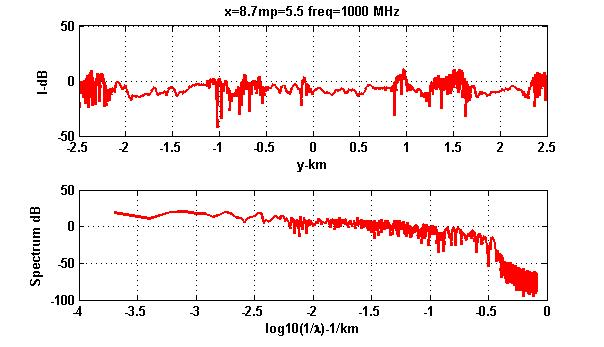 x=8.7mp=5.5 freq=1000 MHz
50
0
-50
I-dB
-2.5 -2 -1.5 -1 -0.5 0 0.5 1 1.5 2 2.5
y-km
50
0
-50
-100
Spectrum dB
-4 -3.5 -3 -2.5 -2 -1.5 -1 -0.5 0
log10(1/λ)-1/km